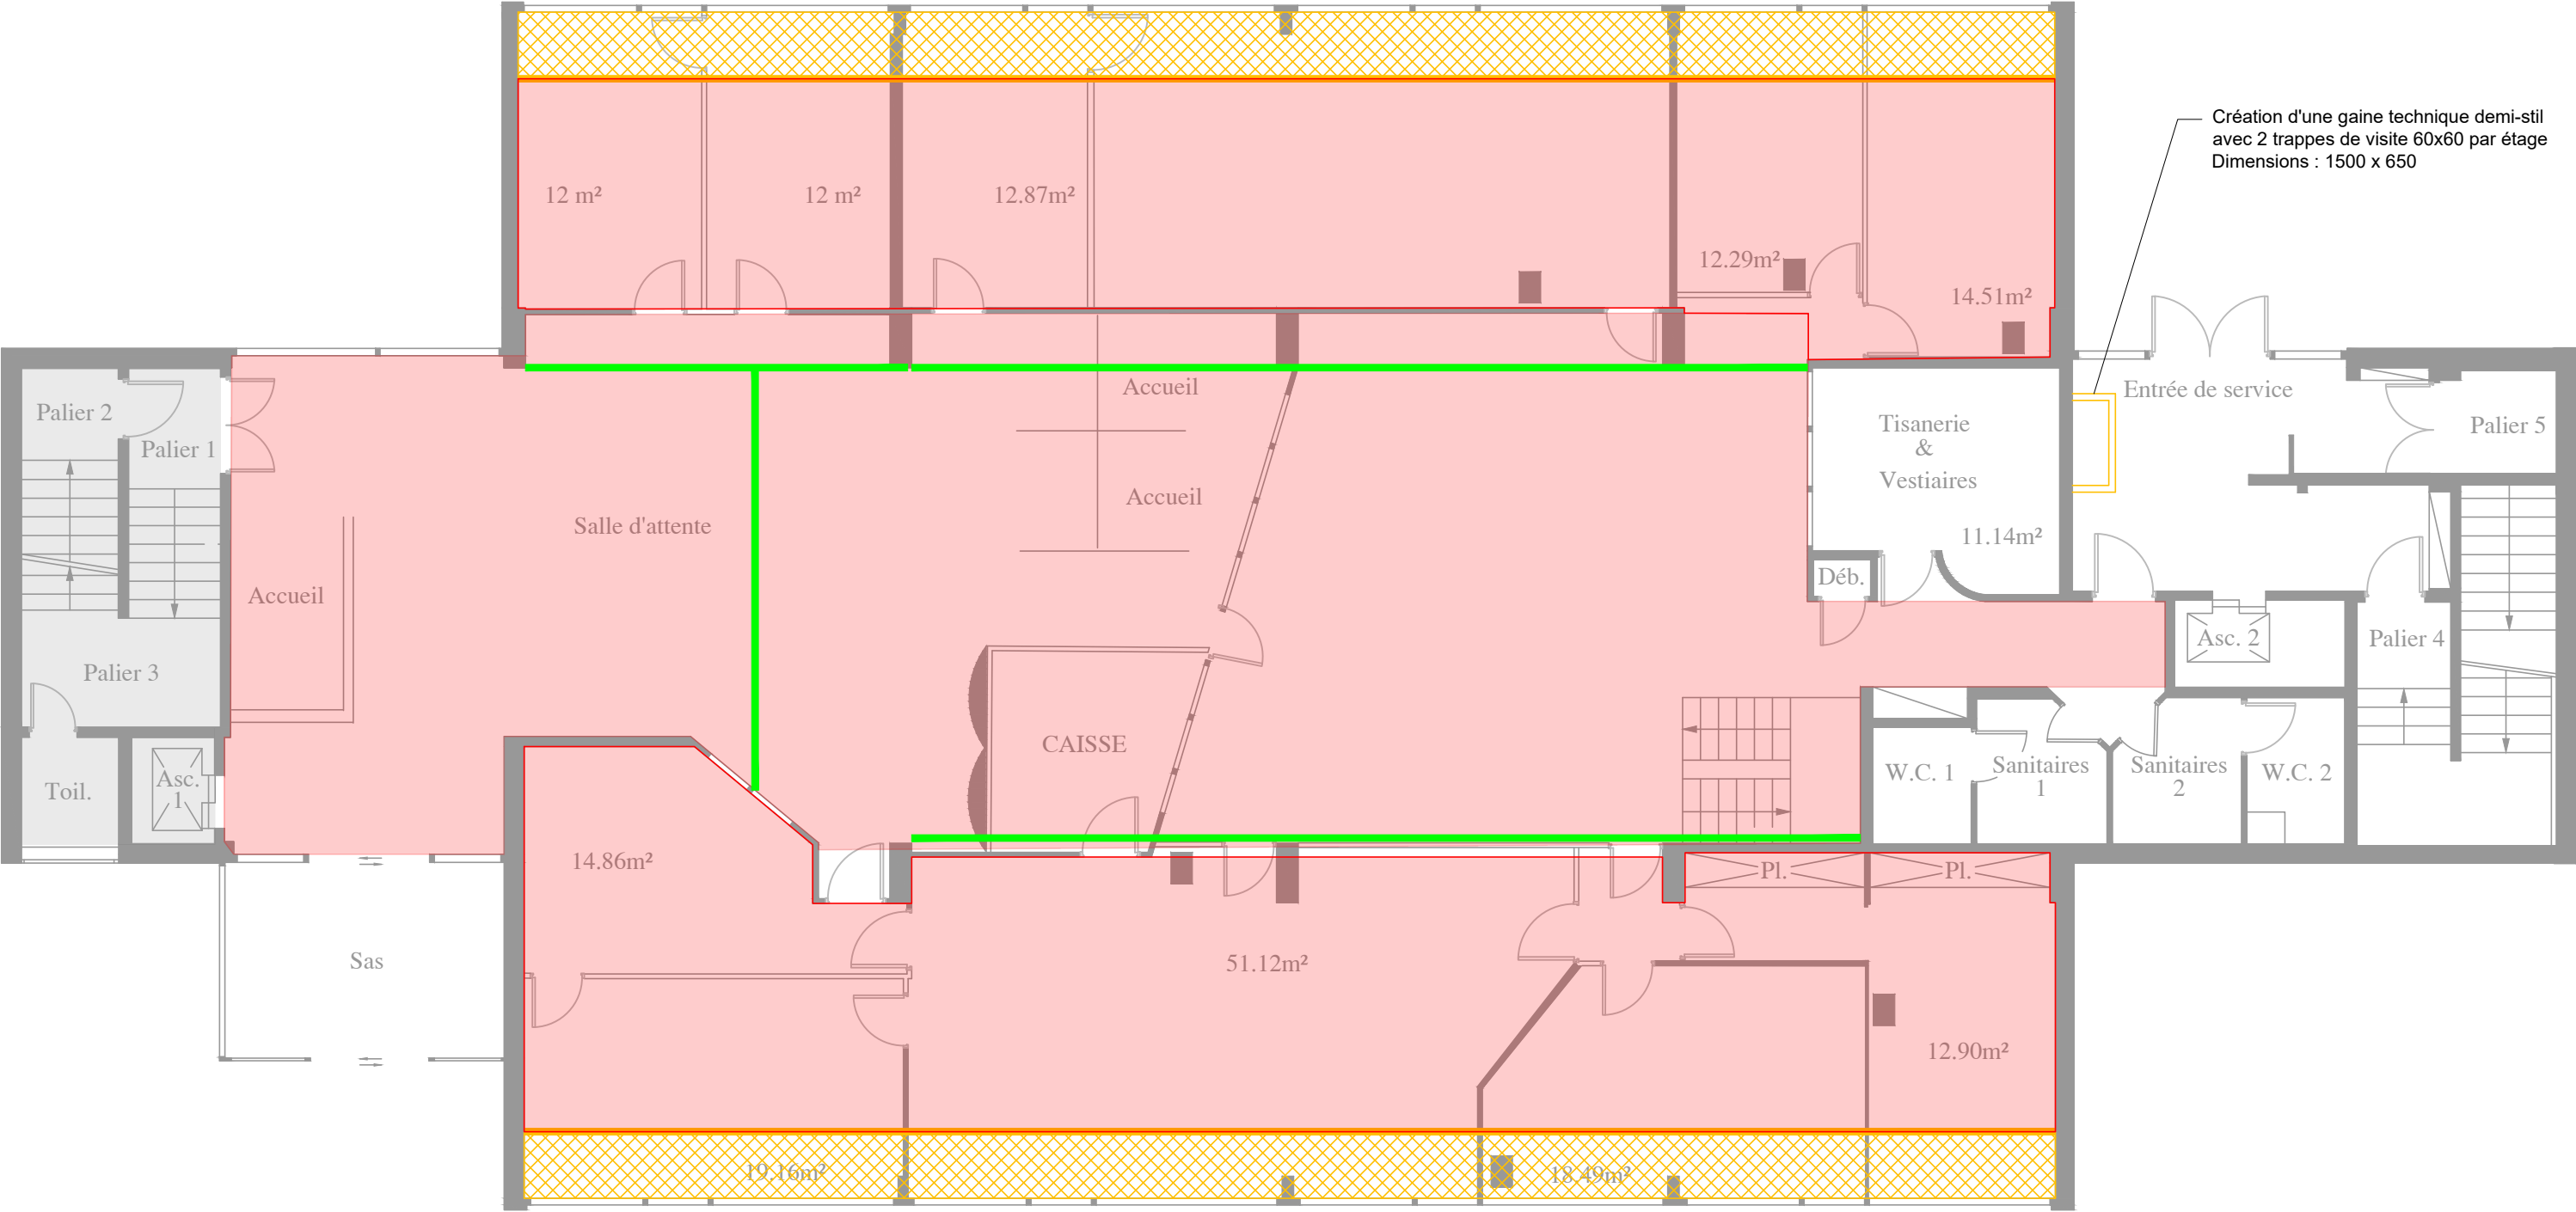 Création d'une gaine technique demi-stil
avec 2 trappes de visite 60x60 par étage
Dimensions : 1500 x 650
12 m²
12 m²
12.87m²
12.29m²
14.51m²
Palier 2
Palier 1
Accueil
Accueil
Salle d'attente
Accueil
Tisanerie
&
Vestiaires
11.14m²
Déb.
Entrée de service
Palier 5
Palier 3
Asc. 2
Palier 4
CAISSE
Toil.
Asc.
1
W.C. 1
Sanitaires
1
Sanitaires
2
W.C. 2
14.86m²
Pl.
Pl.
Sas
51.12m²
12.90m²
19.16m²
18.49m²